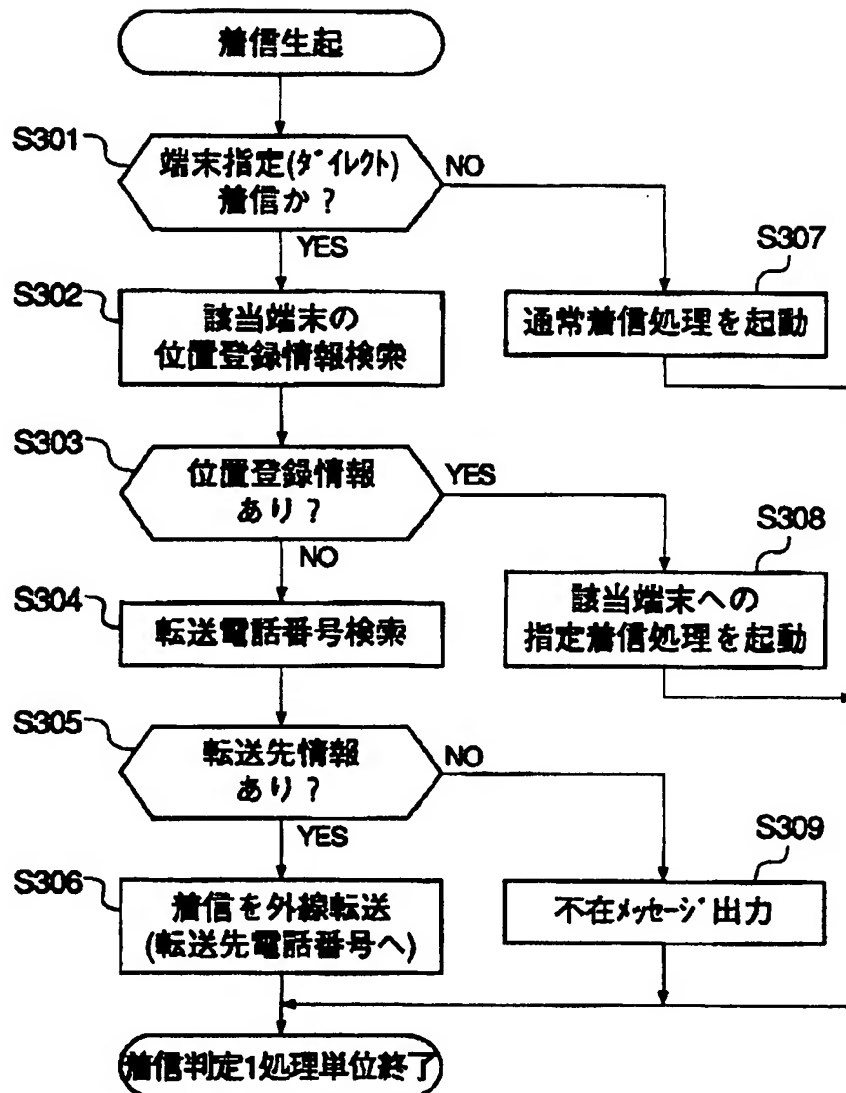 着信生起
S301
端末指定(ダイレクト)
着信か？
NO
YES
S307
通常着信処理を起動
S302
該当端末の
位置登録情報検索
S303
位置登録情報
あり？
YES
NO
S308
該当端末への
指定着信処理を起動
S304
転送電話番号検索
S305
転送先情報
あり？
NO
YES
S309
不在メッセージ出力
S306
着信を外線転送
(転送先電話番号へ)
着信判定1処理単位終了